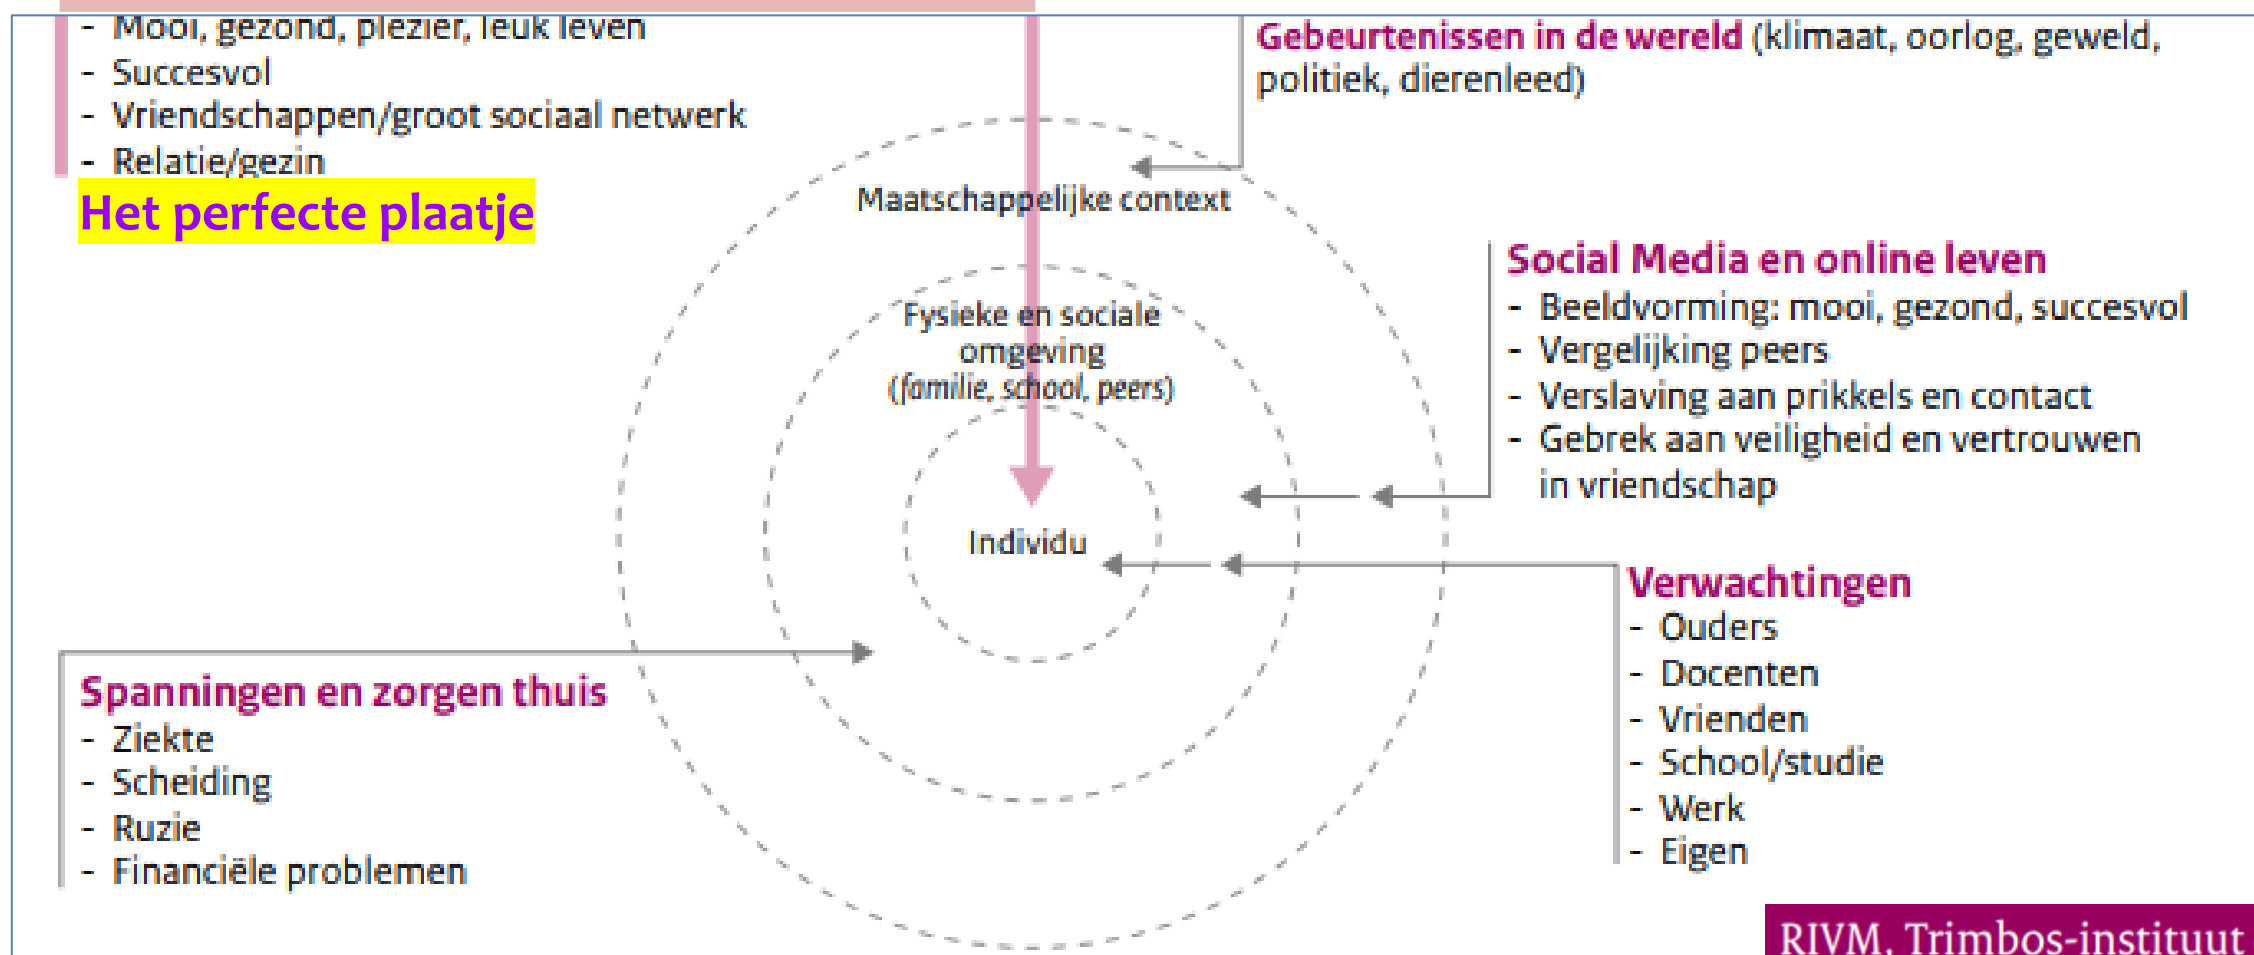 - Mooi, gezond, plezier, leuk leven
- Succesvol
- Vriendschappen/groot sociaal netwerk
- Relatie/gezin
Het perfecte plaatje
Gebeurtenissen in de wereld (klimaat, oorlog, geweld,
politiek, dierenleed)
Maatschappelijke context
Fysieke en sociale
omgeving
(familie, school, peers)
Individu
Social Media en online leven
- Beeldvorming: mooi, gezond, succesvol
- Vergelijking peers
- Verslaving aan prikkels en contact
- Gebrek aan veiligheid en vertrouwen
in vriendschap
Verwachtingen
- Ouders
- Docenten
- Vrienden
- School/studie
- Werk
- Eigen
Spanningen en zorgen thuis
- Ziekte
- Scheiding
- Ruzie
- Financiële problemen
RIVM, Trimbos-instituut